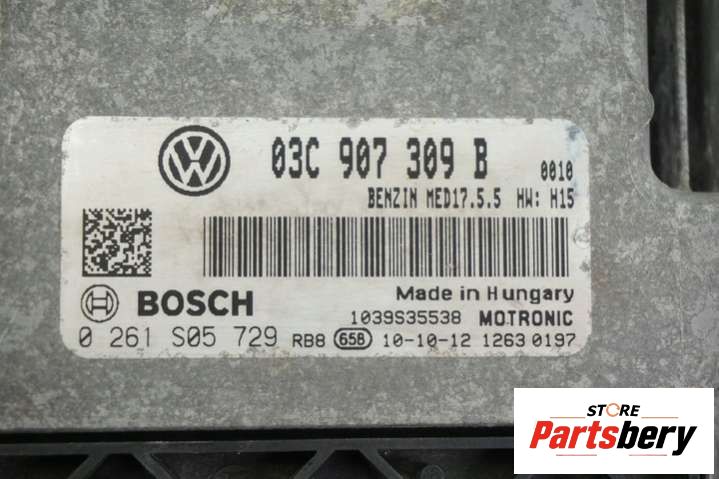 03C 907 309 B 0010
BENZIN MED17.5.5 HW: H15
BOSCH
Made in Hungary
1039S35538 MOTRONIC
0 261 S05 729 RB8 658 10-10-12 1263 0197
STORE
Partsbery